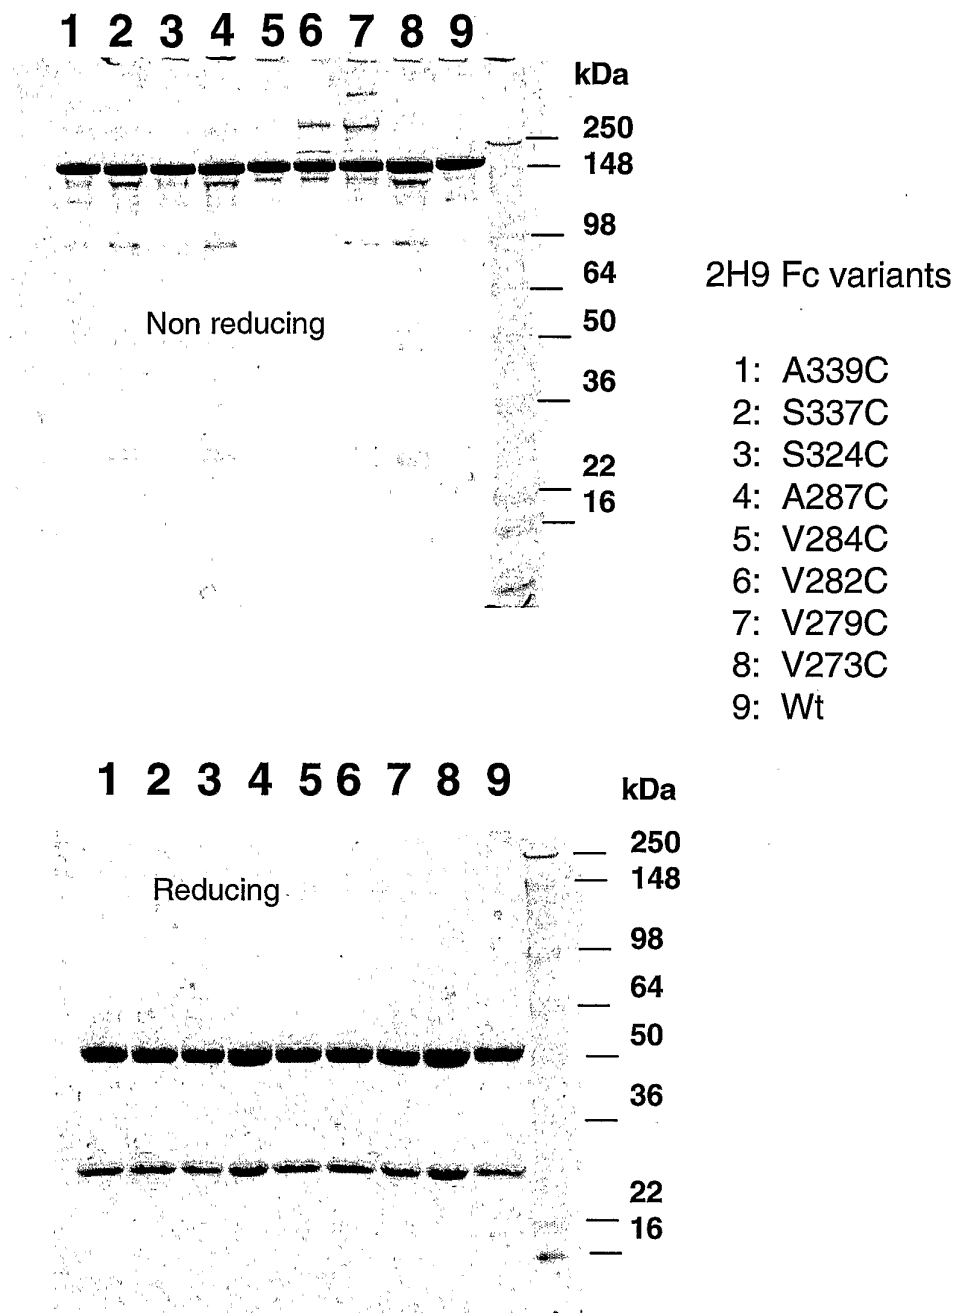 1 2 3 4 5 6 7 8 9
kDa
250
148
98
64
50
36
22
16
Non reducing
2H9 Fc variants
1: A339C
2: S337C
3: S324C
4: A287C
5: V284C
6: V282C
7: V279C
8: V273C
9: Wt
1 2 3 4 5 6 7 8 9
kDa
Reducing
250
148
98
64
50
36
22
16